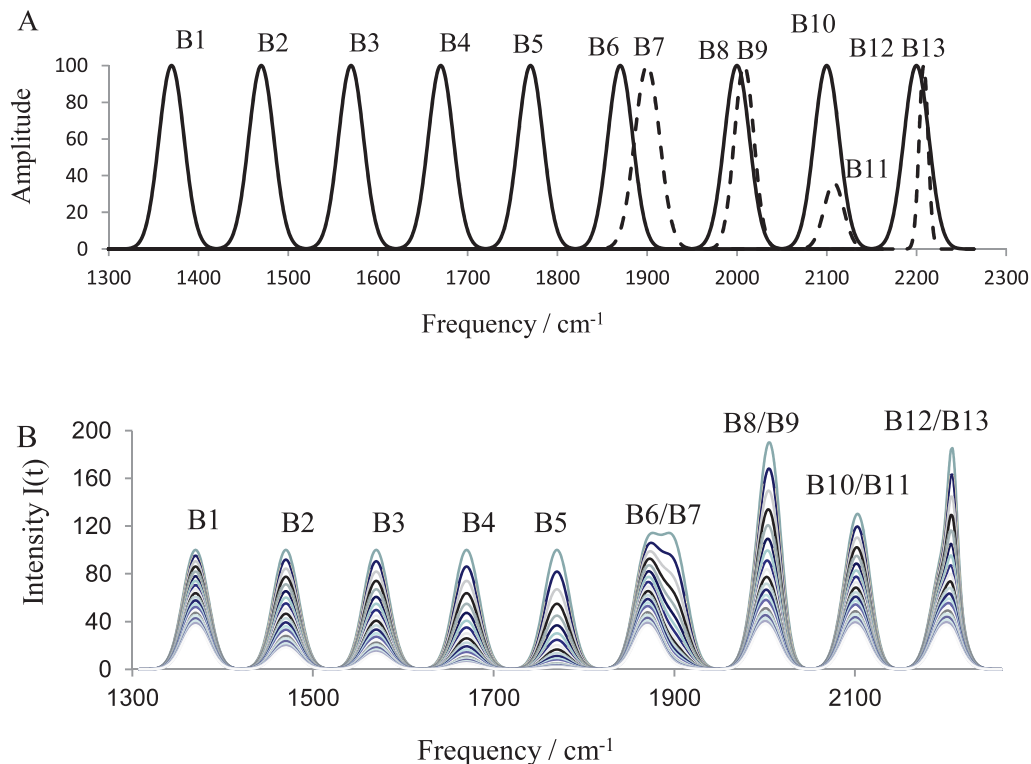 A
B10
B1 B2 B3 B4 B5 B6 B7 B8 B9 B12 B13
100
80
60
40
20
0
B11
Amplitude
1300 1400 1500 1600 1700 1800 1900 2000 2100 2200 2300
Frequency / cm-1
B
200
160
120
80
40
0
Intensity I(t)
B8/B9 B12/B13
B10/B11
B1 B2 B3 B4 B5 B6/B7
1300 1500 1700 1900 2100
Frequency / cm-1